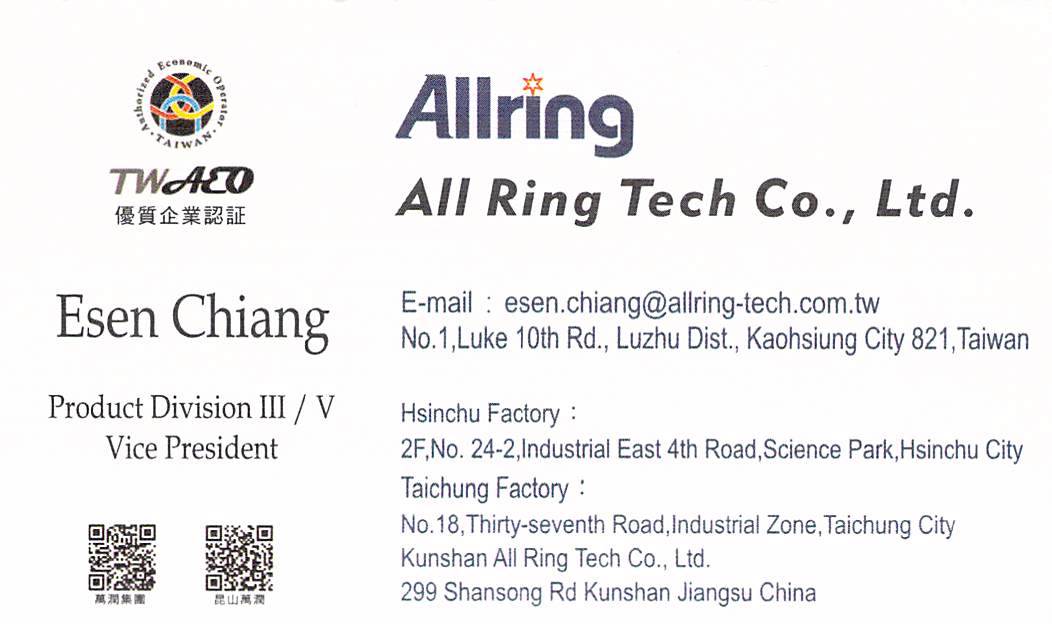 Authorized Economic Operator
TAIWAN
TWAEO
優質企業認証
Allring
All Ring Tech Co., Ltd.
Esen Chiang
Product Division III / V
Vice President
萬潤集團
昆山萬潤
E-mail : esen.chiang@allring-tech.com.tw
No.1,Luke 10th Rd., Luzhu Dist., Kaohsiung City 821,Taiwan
Hsinchu Factory：
2F,No. 24-2,Industrial East 4th Road,Science Park,Hsinchu City
Taichung Factory：
No.18,Thirty-seventh Road,Industrial Zone,Taichung City
Kunshan All Ring Tech Co., Ltd.
299 Shansong Rd Kunshan Jiangsu China